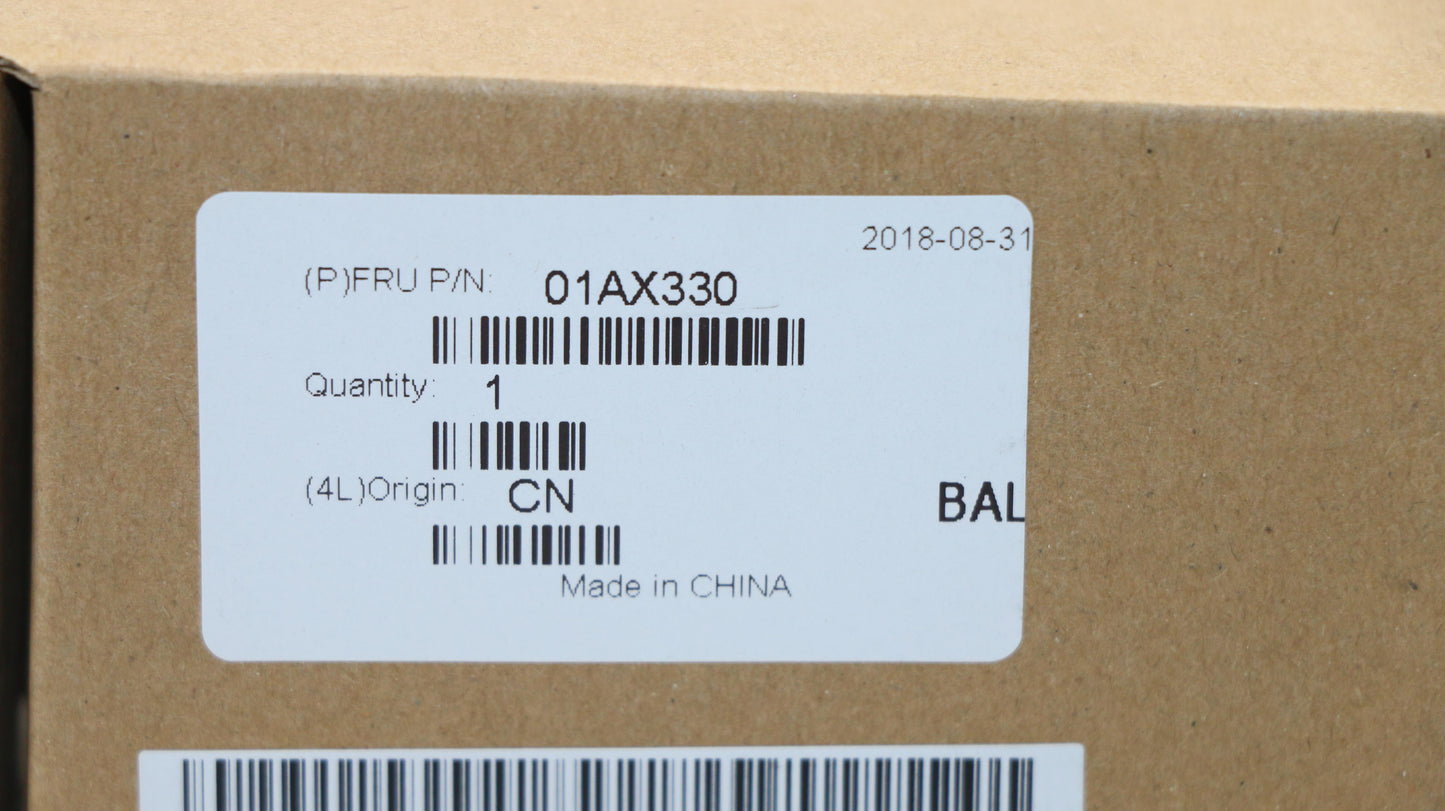 2018-08-31
(P)FRU P/N: 01AX330
Quantity: 1
(4L)Origin: CN
BAL
Made in CHINA